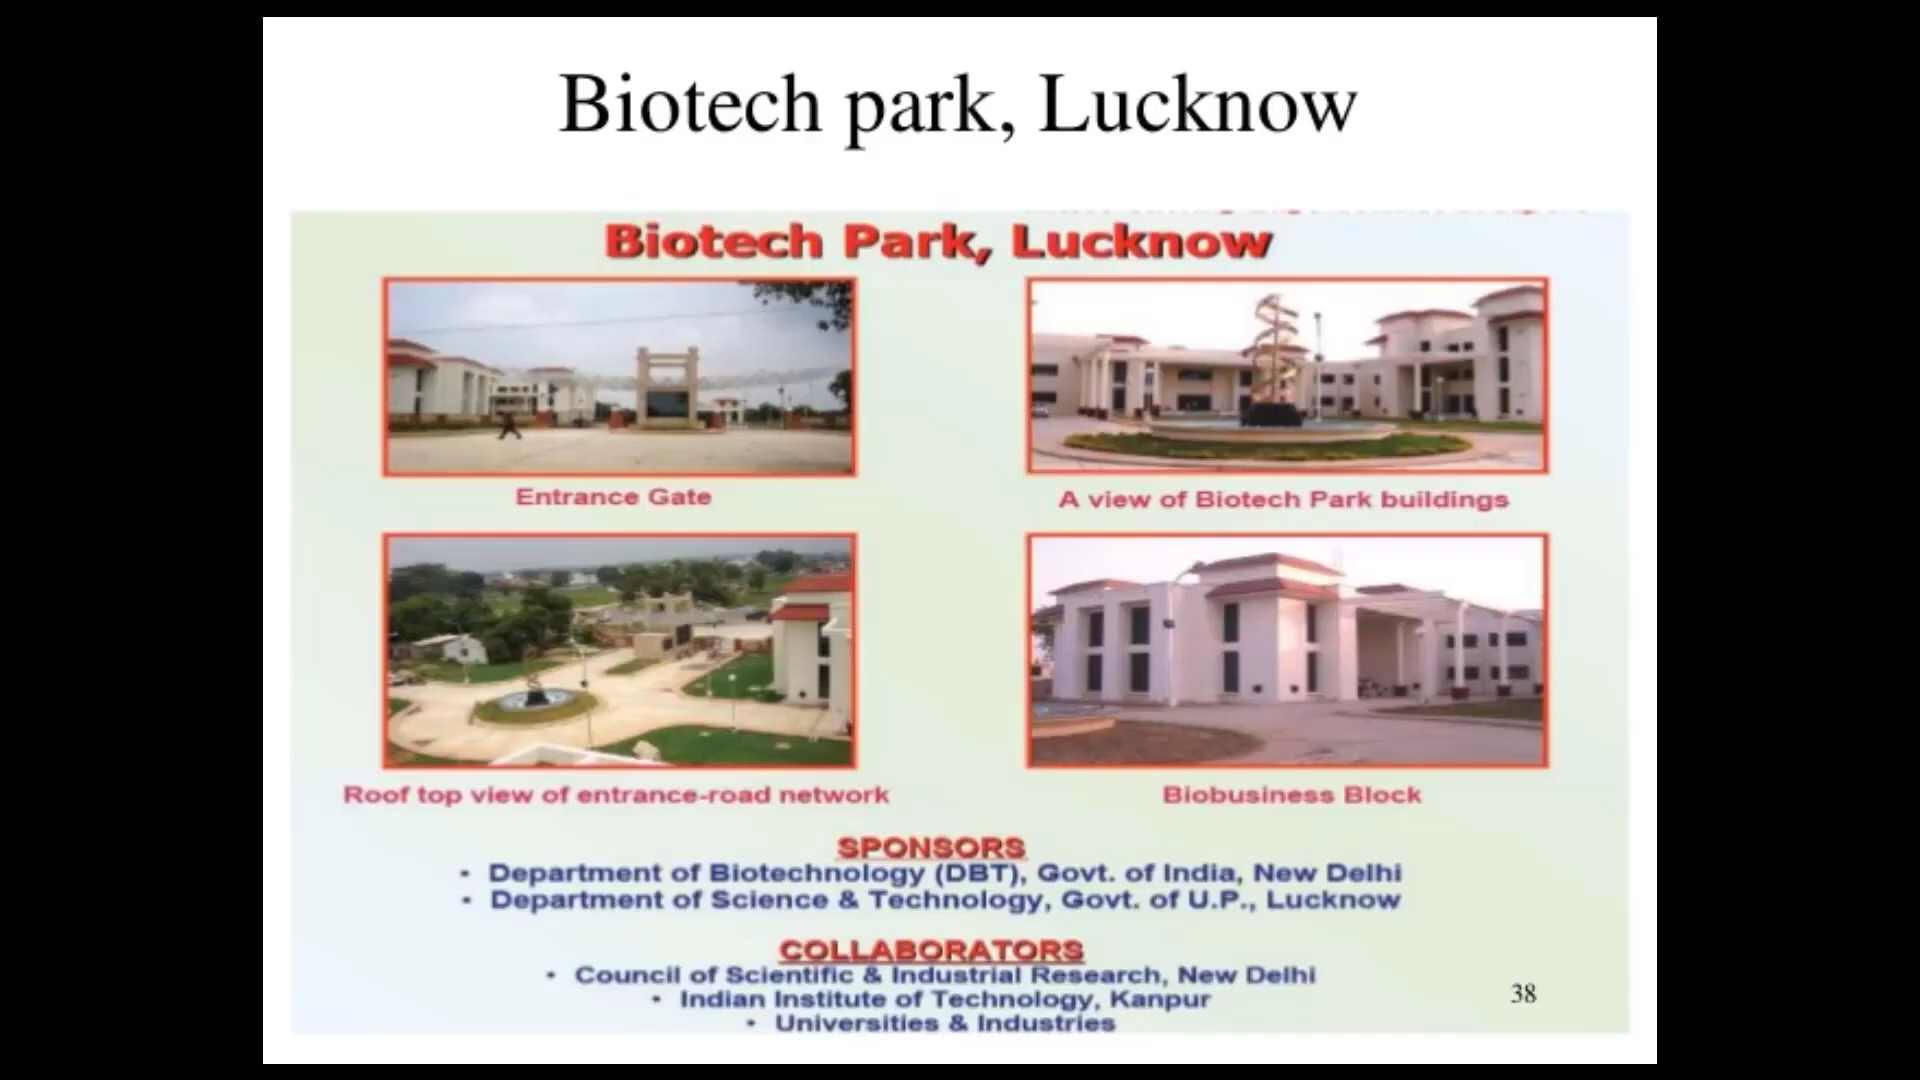 Biotech park, Lucknow
Biotech Park, Lucknow
Entrance Gate
A view of Biotech Park buildings
Roof top view of entrance-road network
Biobusiness Block
SPONSORS
• Department of Biotechnology (DBT), Govt. of India, New Delhi
• Department of Science & Technology, Govt. of U.P., Lucknow
COLLABORATORS
• Council of Scientific & Industrial Research, New Delhi
• Indian Institute of Technology, Kanpur
• Universities & Industries
38